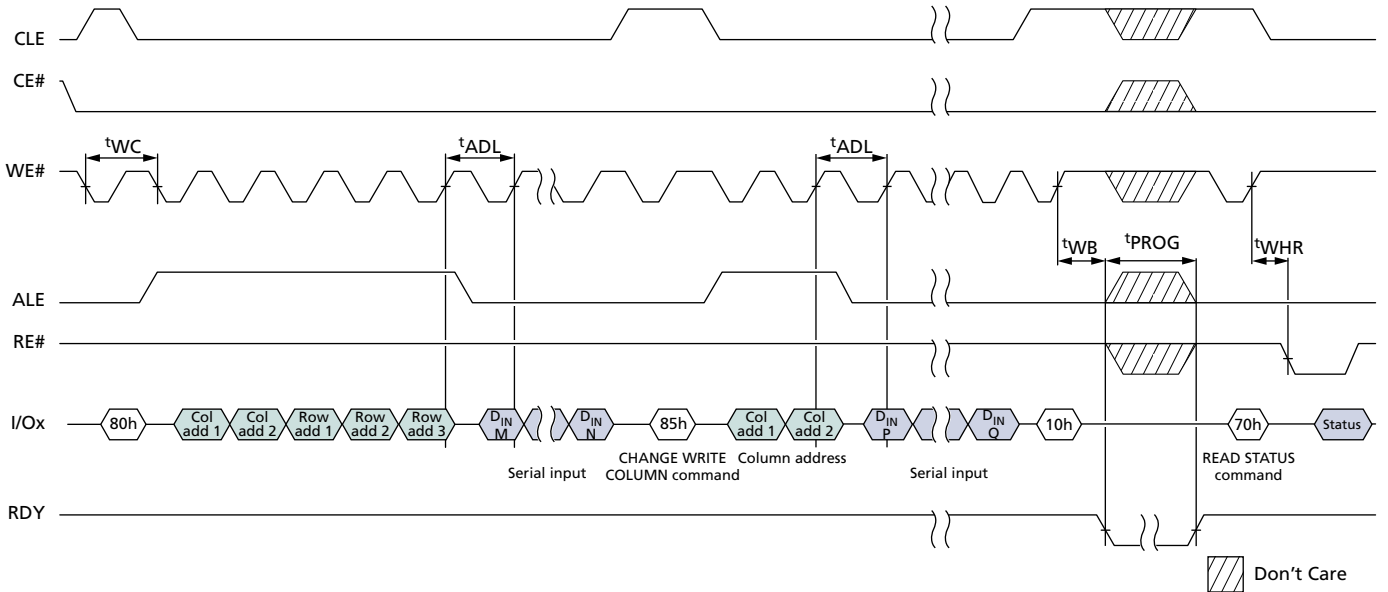 CLE
CE#
tWC
tADL
tADL
WE#
tWB
tPROG
tWHR
ALE
RE#
I/Ox
80h
Col add 1
Col add 2
Row add 1
Row add 2
Row add 3
DIN M
DIN N
85h
Col add 1
Col add 2
DIN P
DIN Q
10h
70h
Status
Serial input
CHANGE WRITE
COLUMN command
Column address
Serial input
READ STATUS
command
RDY
Don't Care